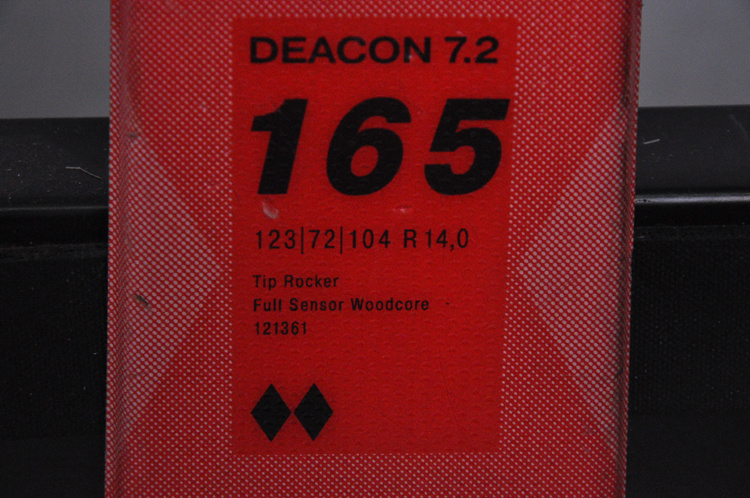 DEACON 7.2
165
123|72|104 R 14,0
Tip Rocker
Full Sensor Woodcore
121361